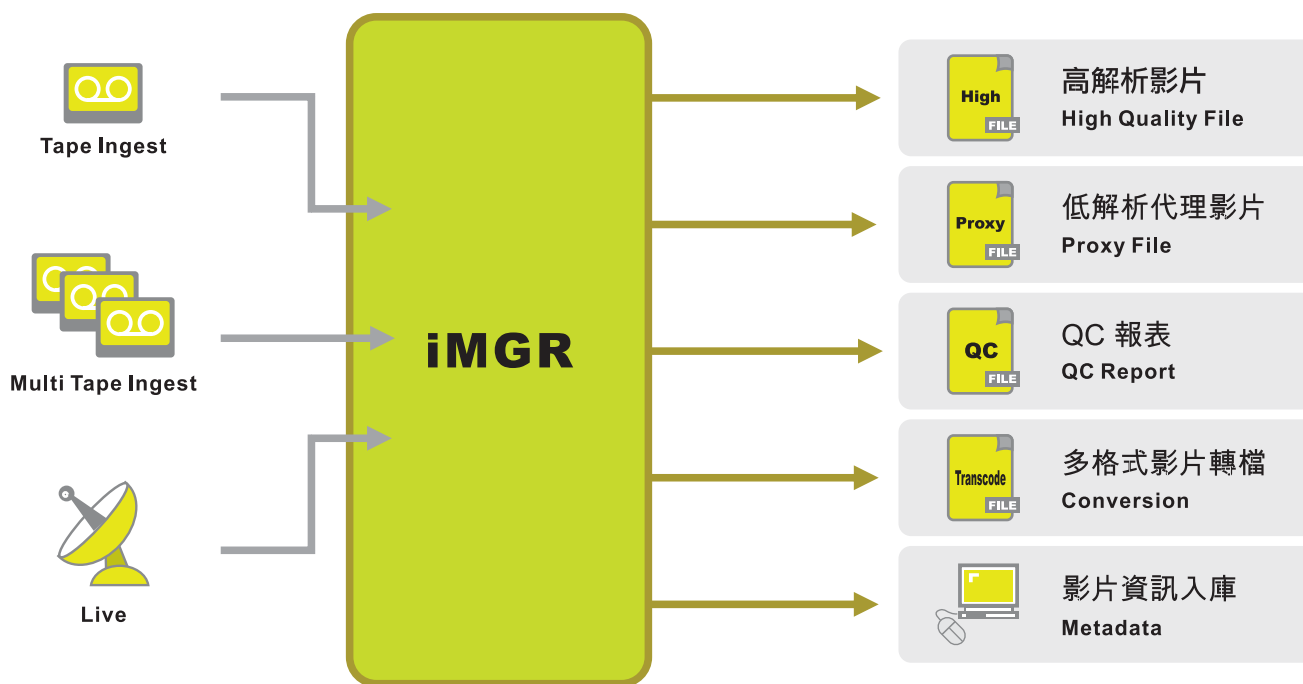 Tape Ingest
Multi Tape Ingest
Live
iMGR
High
FILE
高解析影片
High Quality File
Proxy
FILE
低解析代理影片
Proxy File
QC
FILE
QC 報表
QC Report
Transcode
FILE
多格式影片轉檔
Conversion
影片資訊入庫
Metadata